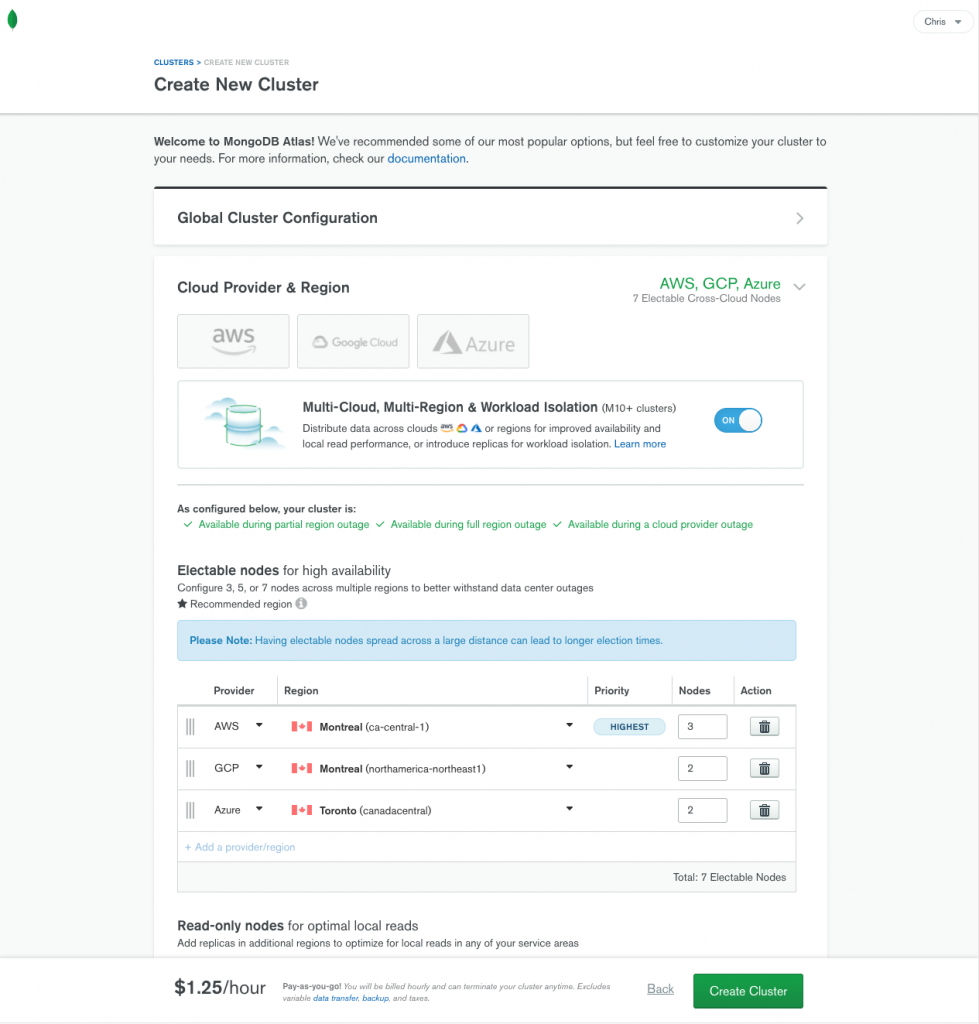 Chris
CLUSTERS > CREATE NEW CLUSTER
Create New Cluster
Welcome to MongoDB Atlas! We've recommended some of our most popular options, but feel free to customize your cluster to
your needs. For more information, check our documentation.
Global Cluster Configuration
Cloud Provider & Region
AWS, GCP, Azure
7 Electable Cross-Cloud Nodes
aws
Google Cloud
Azure
Multi-Cloud, Multi-Region & Workload Isolation (M10+ clusters)
Distribute data across clouds aws or regions for improved availability and
local read performance, or introduce replicas for workload isolation. Learn more
ON
As configured below, your cluster is:
Available during partial region outage Available during full region outage Available during a cloud provider outage
Electable nodes for high availability
Configure 3, 5, or 7 nodes across multiple regions to better withstand data center outages
Recommended region
Please Note: Having electable nodes spread across a large distance can lead to longer election times.
Provider Region Priority Nodes Action
AWS Montreal (ca-central-1) HIGHEST 3
GCP Montreal (northamerica-northeast1) 2
Azure Toronto (canadacentral) 2
+ Add a provider/region
Total: 7 Electable Nodes
Read-only nodes for optimal local reads
Add replicas in additional regions to optimize for local reads in any of your service areas
$1.25/hour
Pay-as-you-go! You will be billed hourly and can terminate your cluster anytime. Excludes
variable data transfer, backup, and taxes.
Back
Create Cluster